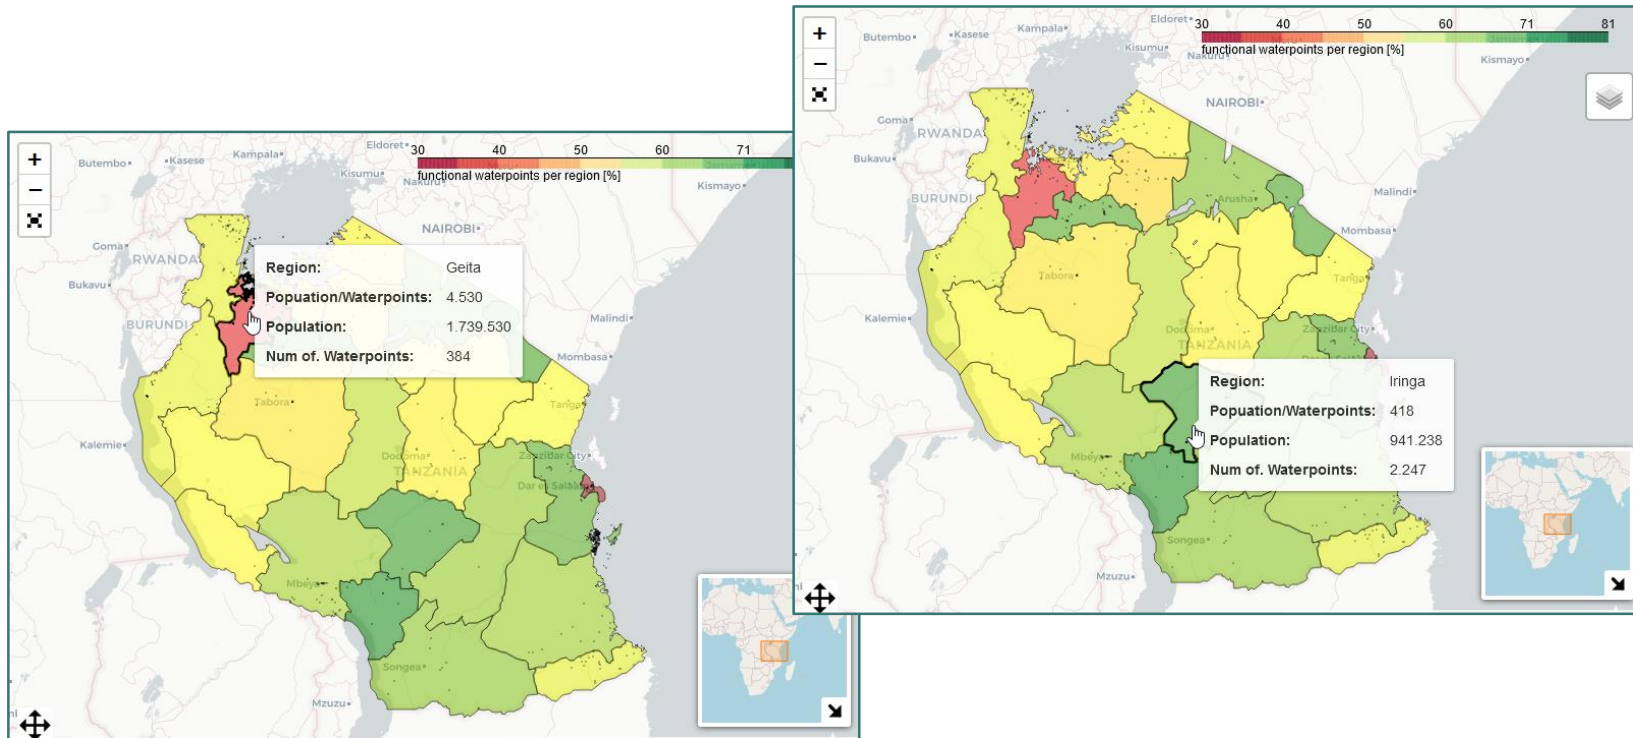 30 40 50 60 71
functional waterpoints per region [%]
+
−
Butembo
Kasese
Kampala
Eldoret
Kisumu
Nakuru
Kismayo
NAIROBI
Goma
RWANDA
Bukavu
BURUNDI
Malindi
Mombasa
Region: Geita
Popuation/Waterpoints: 4.530
Population: 1.739.530
Num of. Waterpoints: 384
Tabora
Tanga
Kalemie
Dodoma
TANZANIA
Zanzibar City
Dar es Salaam
Mbeya
Songea
Mzuzu
30 40 50 60 71 81
functional waterpoints per region [%]
+
−
Butembo
Kasese
Kampala
Eldoret
Kisumu
Nakuru
Kismayo
NAIROBI
Goma
RWANDA
Bukavu
BURUNDI
Arusha
Malindi
Mombasa
Tabora
Tanga
Kalemie
Dodoma
TANZANIA
Zanzibar City
Region: Iringa
Popuation/Waterpoints: 418
Population: 941.238
Num of. Waterpoints: 2.247
Mbeya
Songea
Mzuzu